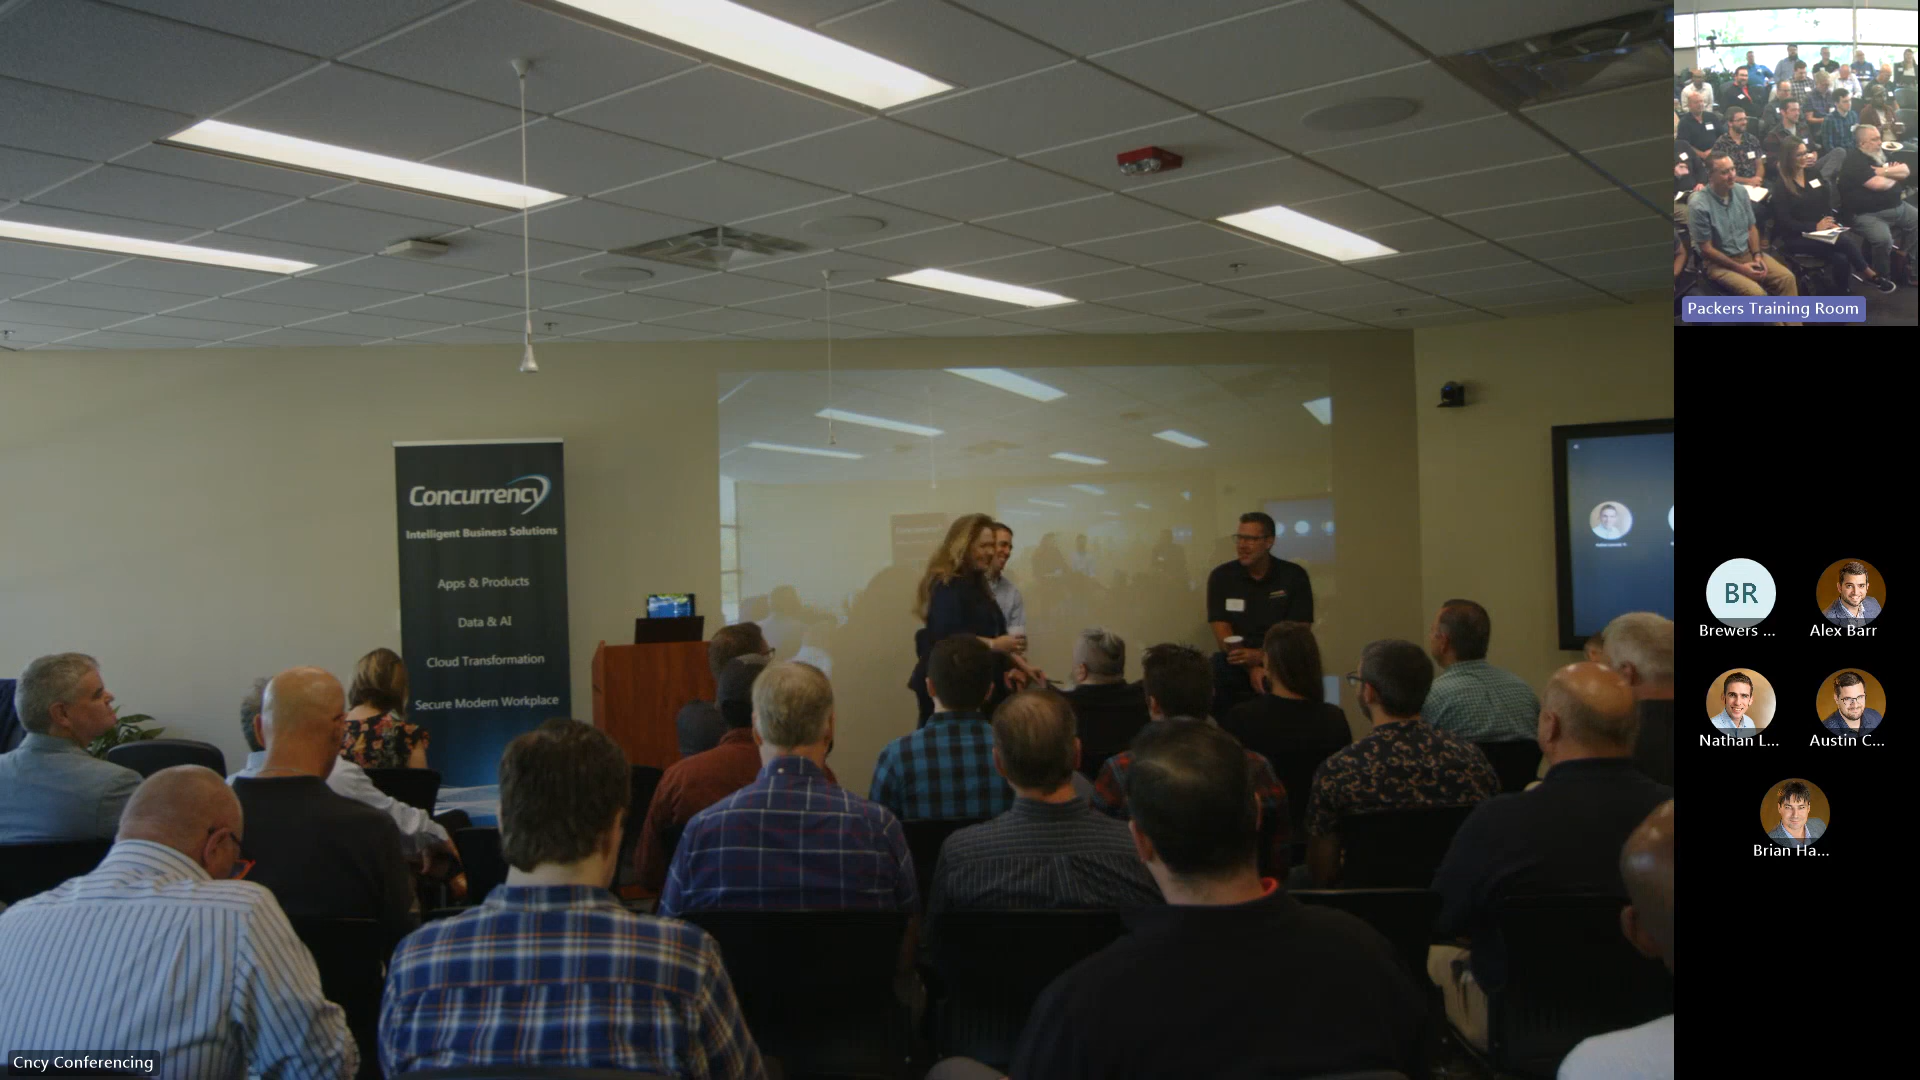 Concurrency
Intelligent Business Solutions
Apps & Products
Data & AI
Cloud Transformation
Secure Modern Workplace
Cncy Conferencing
Packers Training Room
BR
Brewers ...
Alex Barr
Nathan L...
Austin C...
Brian Ha...